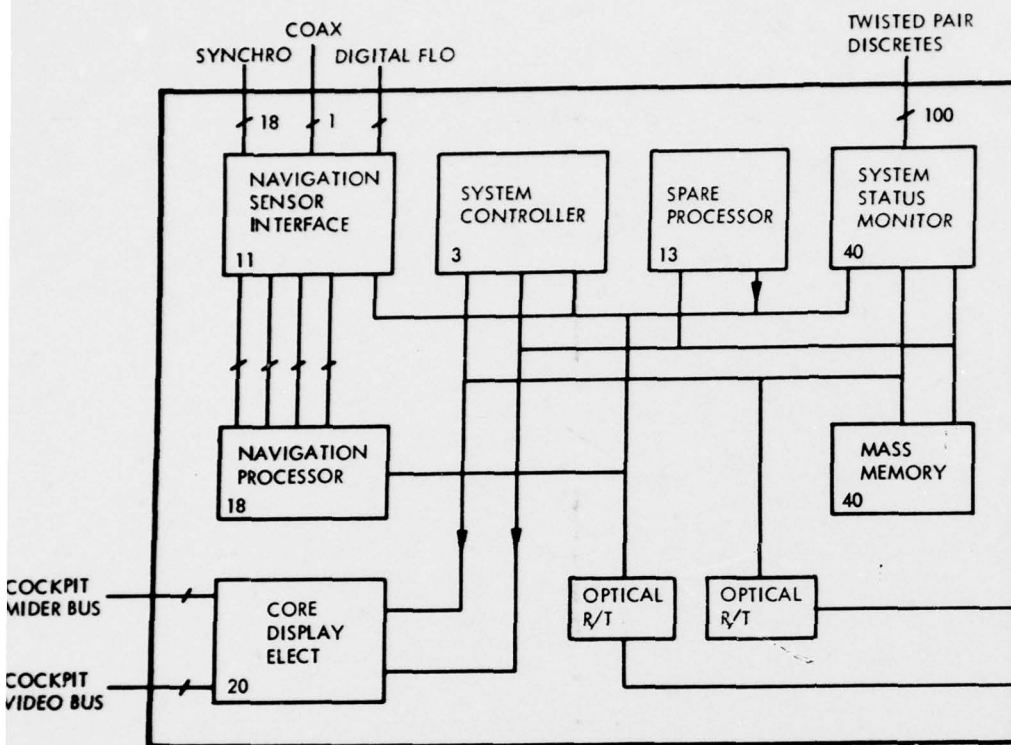 COAX
SYNCHRO
DIGITAL FLO
TWISTED PAIR
DISCRETES
18
1
100
NAVIGATION
SENSOR
INTERFACE
11
SYSTEM
CONTROLLER
3
SPARE
PROCESSOR
13
SYSTEM
STATUS
MONITOR
40
NAVIGATION
PROCESSOR
18
MASS
MEMORY
40
COCKPIT
MIDER BUS
CORE
DISPLAY
ELECT
20
OPTICAL
R/T
OPTICAL
R/T
COCKPIT
VIDEO BUS